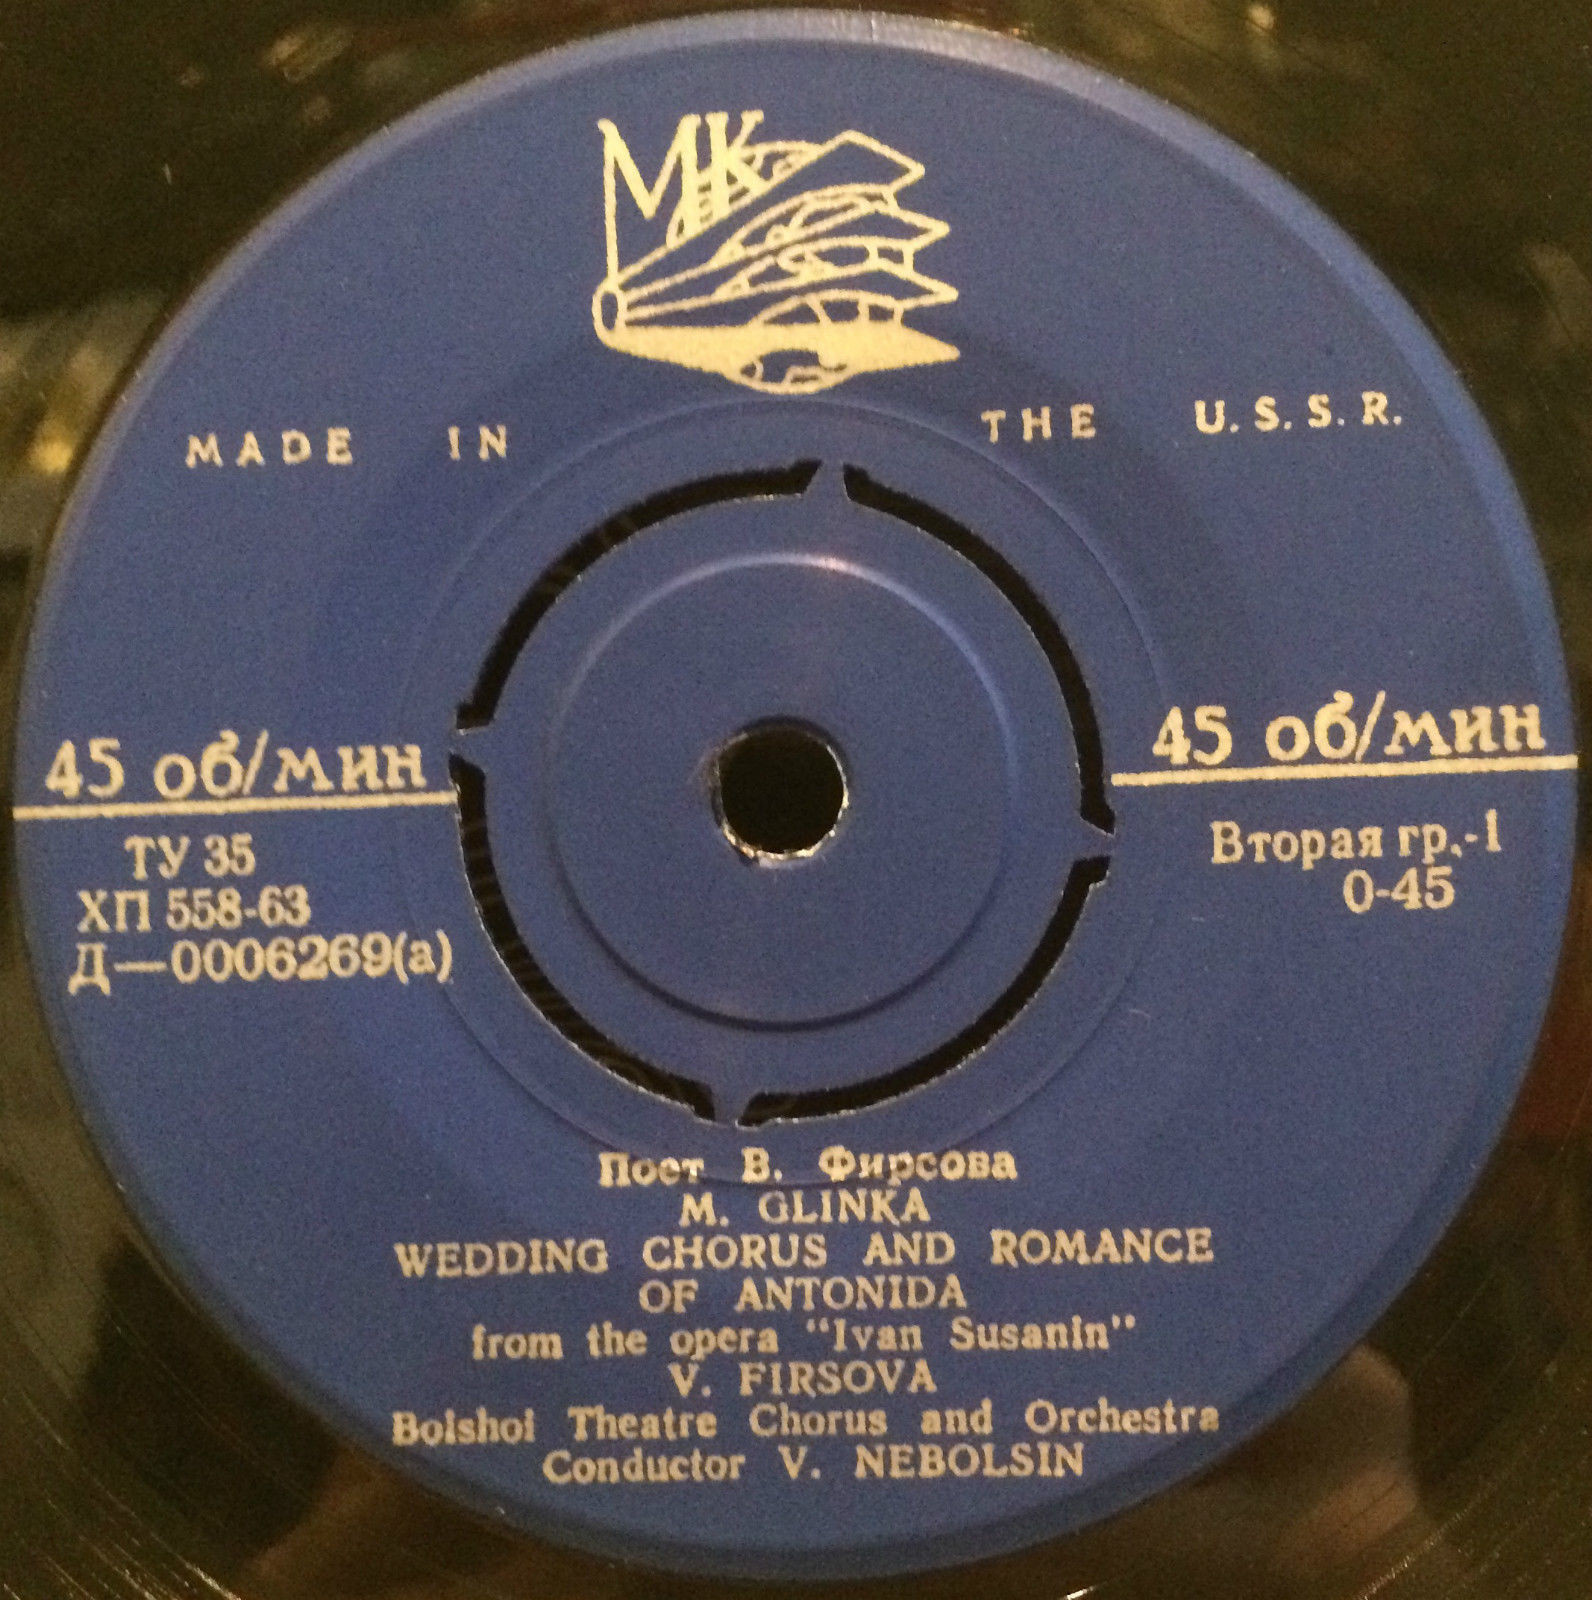 МК
MADE IN THE U.S.S.R.
45 об/мин
45 об/мин
ТУ 35
ХП 558-63
Д—0006269(а)
Вторая гр.-1
0-45
Поет В. Фирсова
M. GLINKA
WEDDING CHORUS AND ROMANCE
OF ANTONIDA
from the opera "Ivan Susanin"
V. FIRSOVA
Bolshoi Theatre Chorus and Orchestra
Conductor V. NEBOLSIN